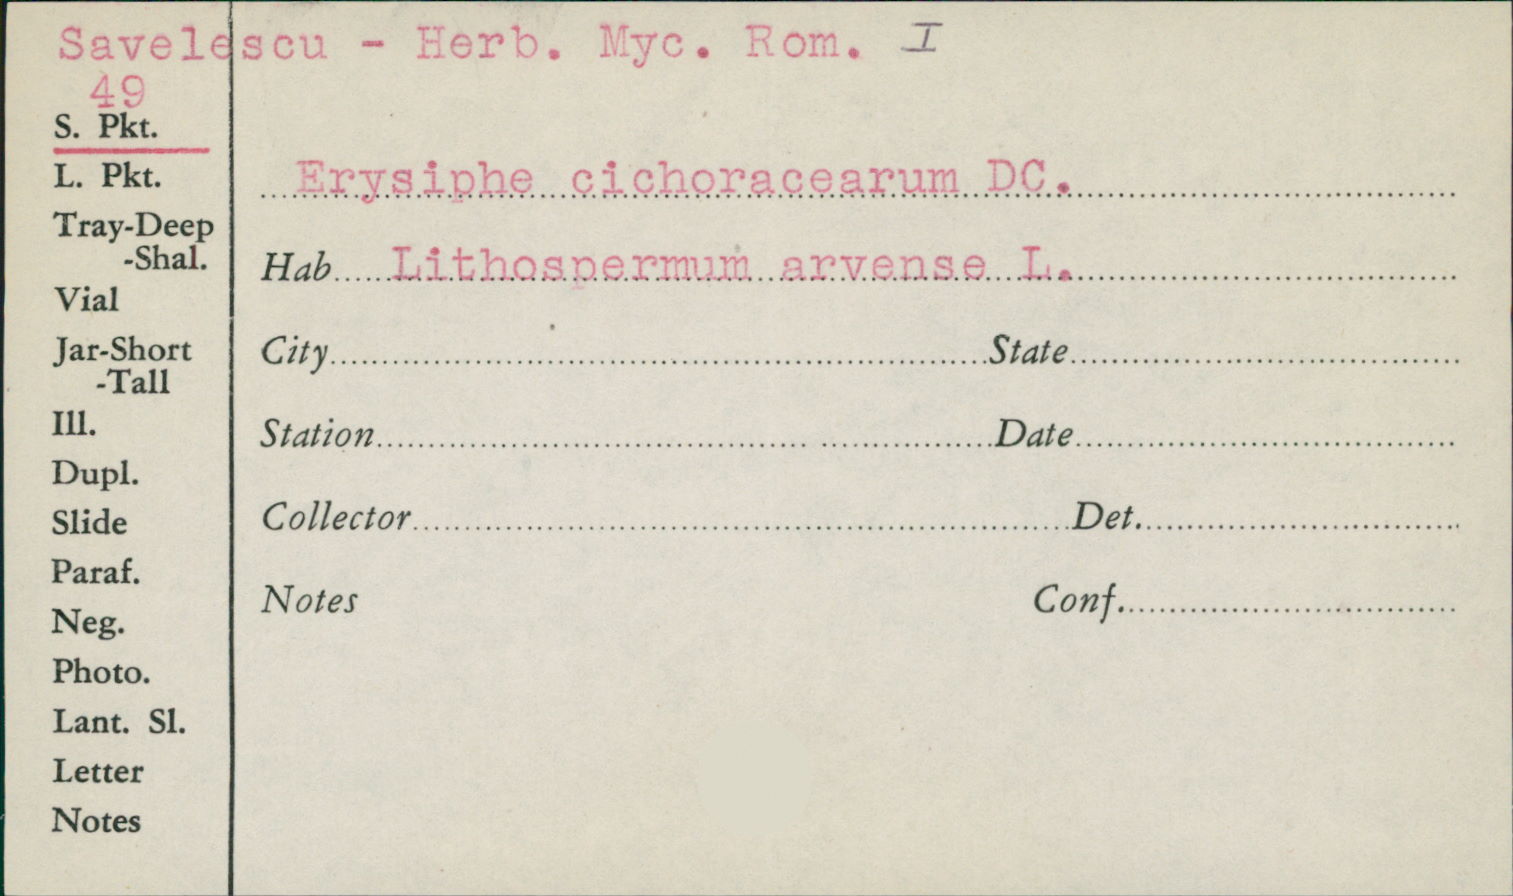 Savelescu - Herb. Myc. Rom. I
49
S. Pkt.
L. Pkt.
Tray-Deep
-Shal.
Vial
Jar-Short
-Tall
Ill.
Dupl.
Slide
Paraf.
Neg.
Photo.
Lant. Sl.
Letter
Notes
Erysiphe cichoracearum DC.
Hab. Lithospermum arvense L.
City State
Station Date
Collector Det.
Notes Conf.